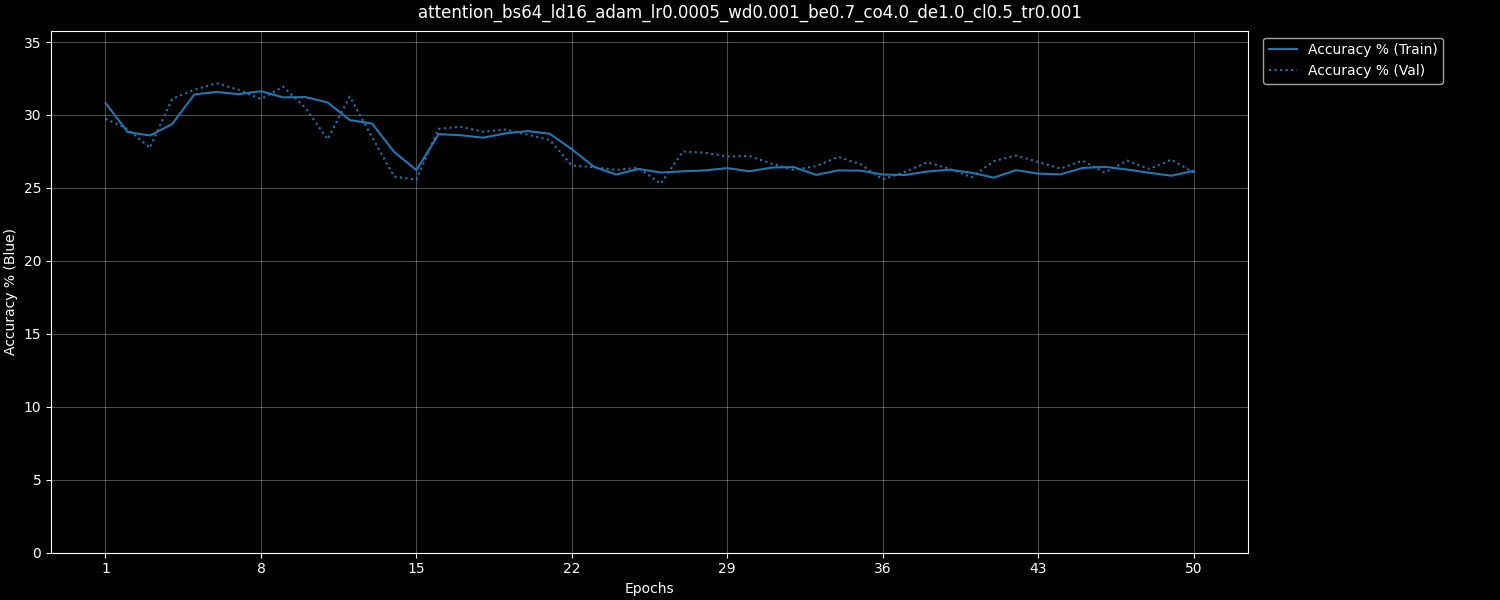 attention_bs64_ld16_adam_lr0.0005_wd0.001_be0.7_co4.0_de1.0_cl0.5_tr0.001
Accuracy % (Train)
Accuracy % (Val)
Accuracy % (Blue)
35
30
25
20
15
10
5
0
1 8 15 22 29 36 43 50
Epochs